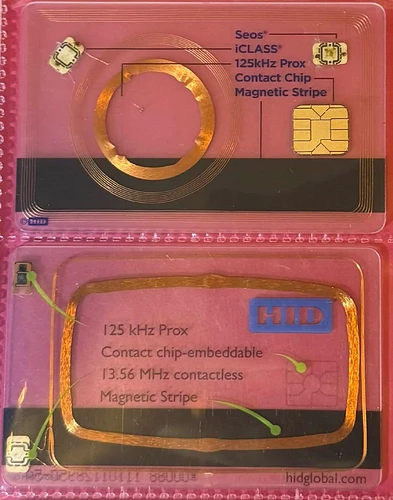 Seos®
iCLASS®
125kHz Prox
Contact Chip
Magnetic Stripe
HID
125 kHz Prox
Contact chip-embeddable
13.56 MHz contactless
Magnetic Stripe
hidglobal.com